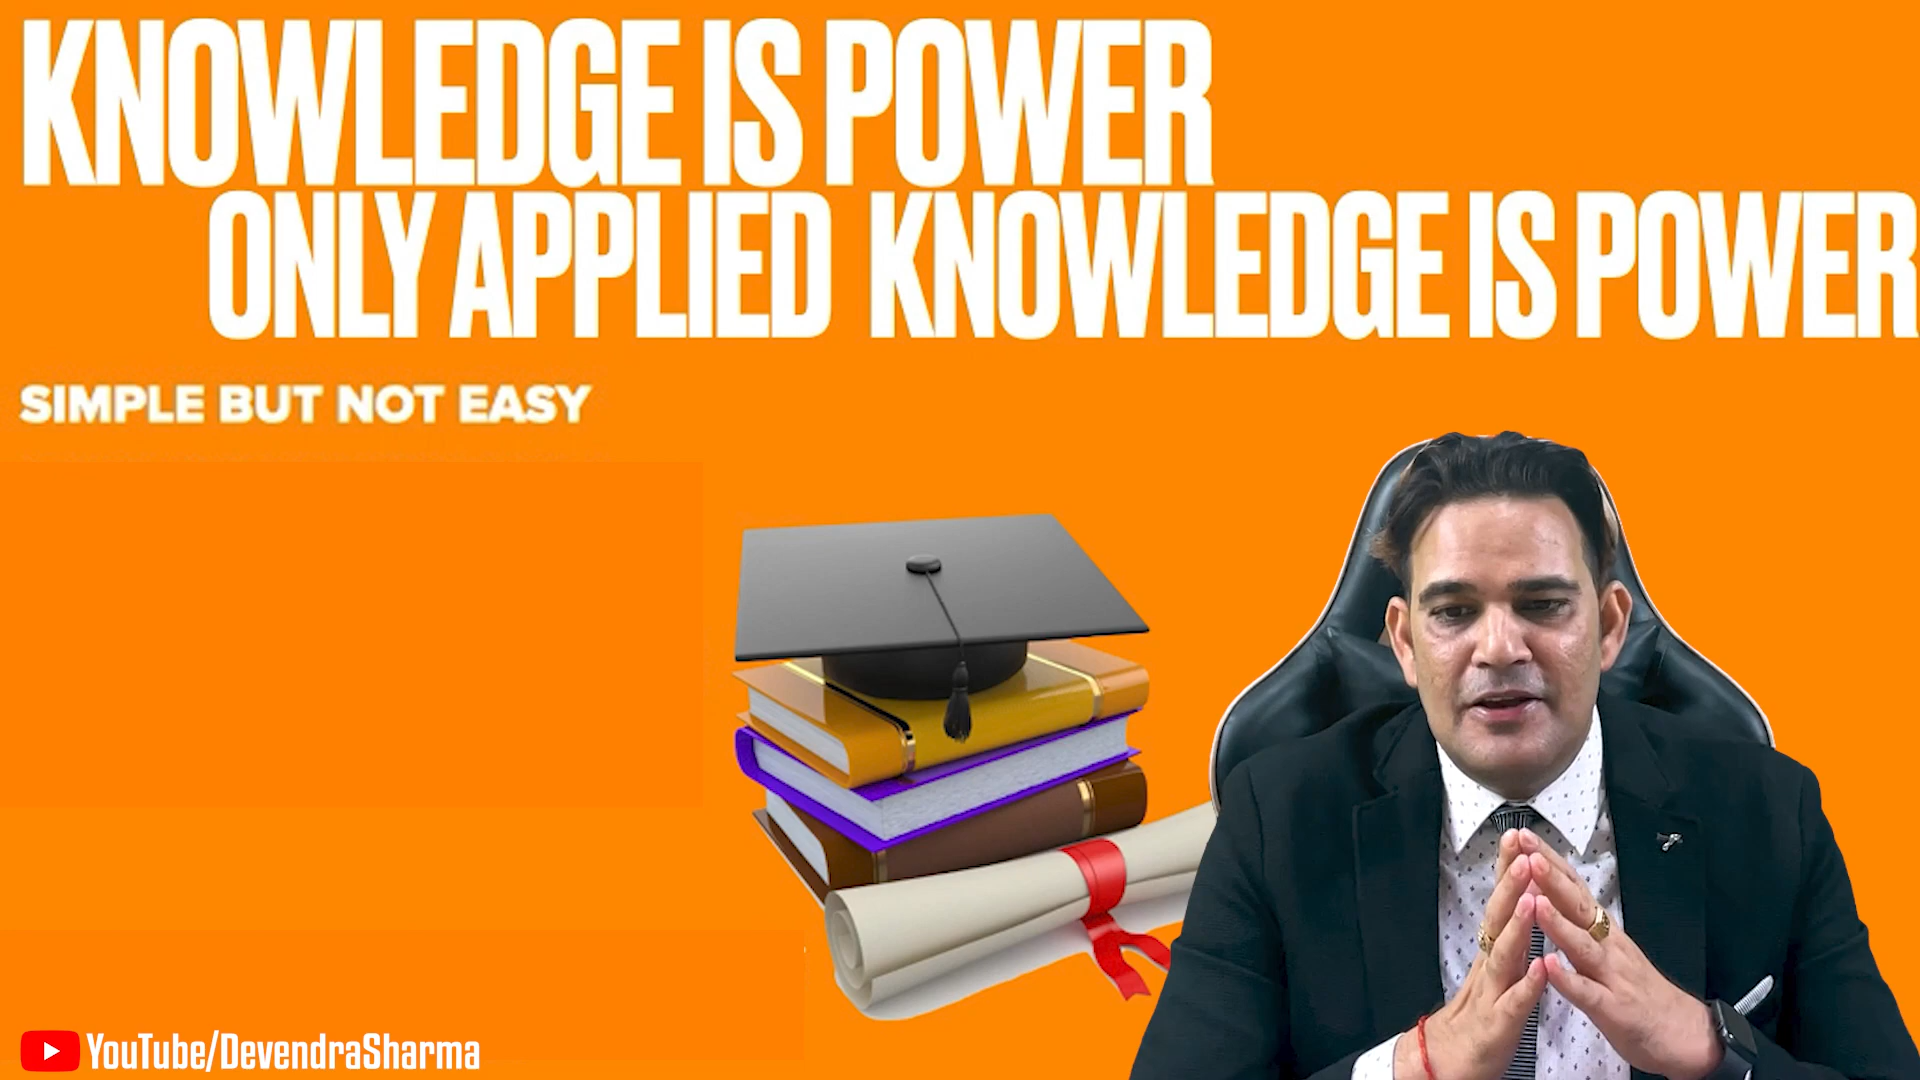 KNOWLEDGE IS POWER
ONLY APPLIED KNOWLEDGE IS POWER
SIMPLE BUT NOT EASY
YouTube/DevendraSharma